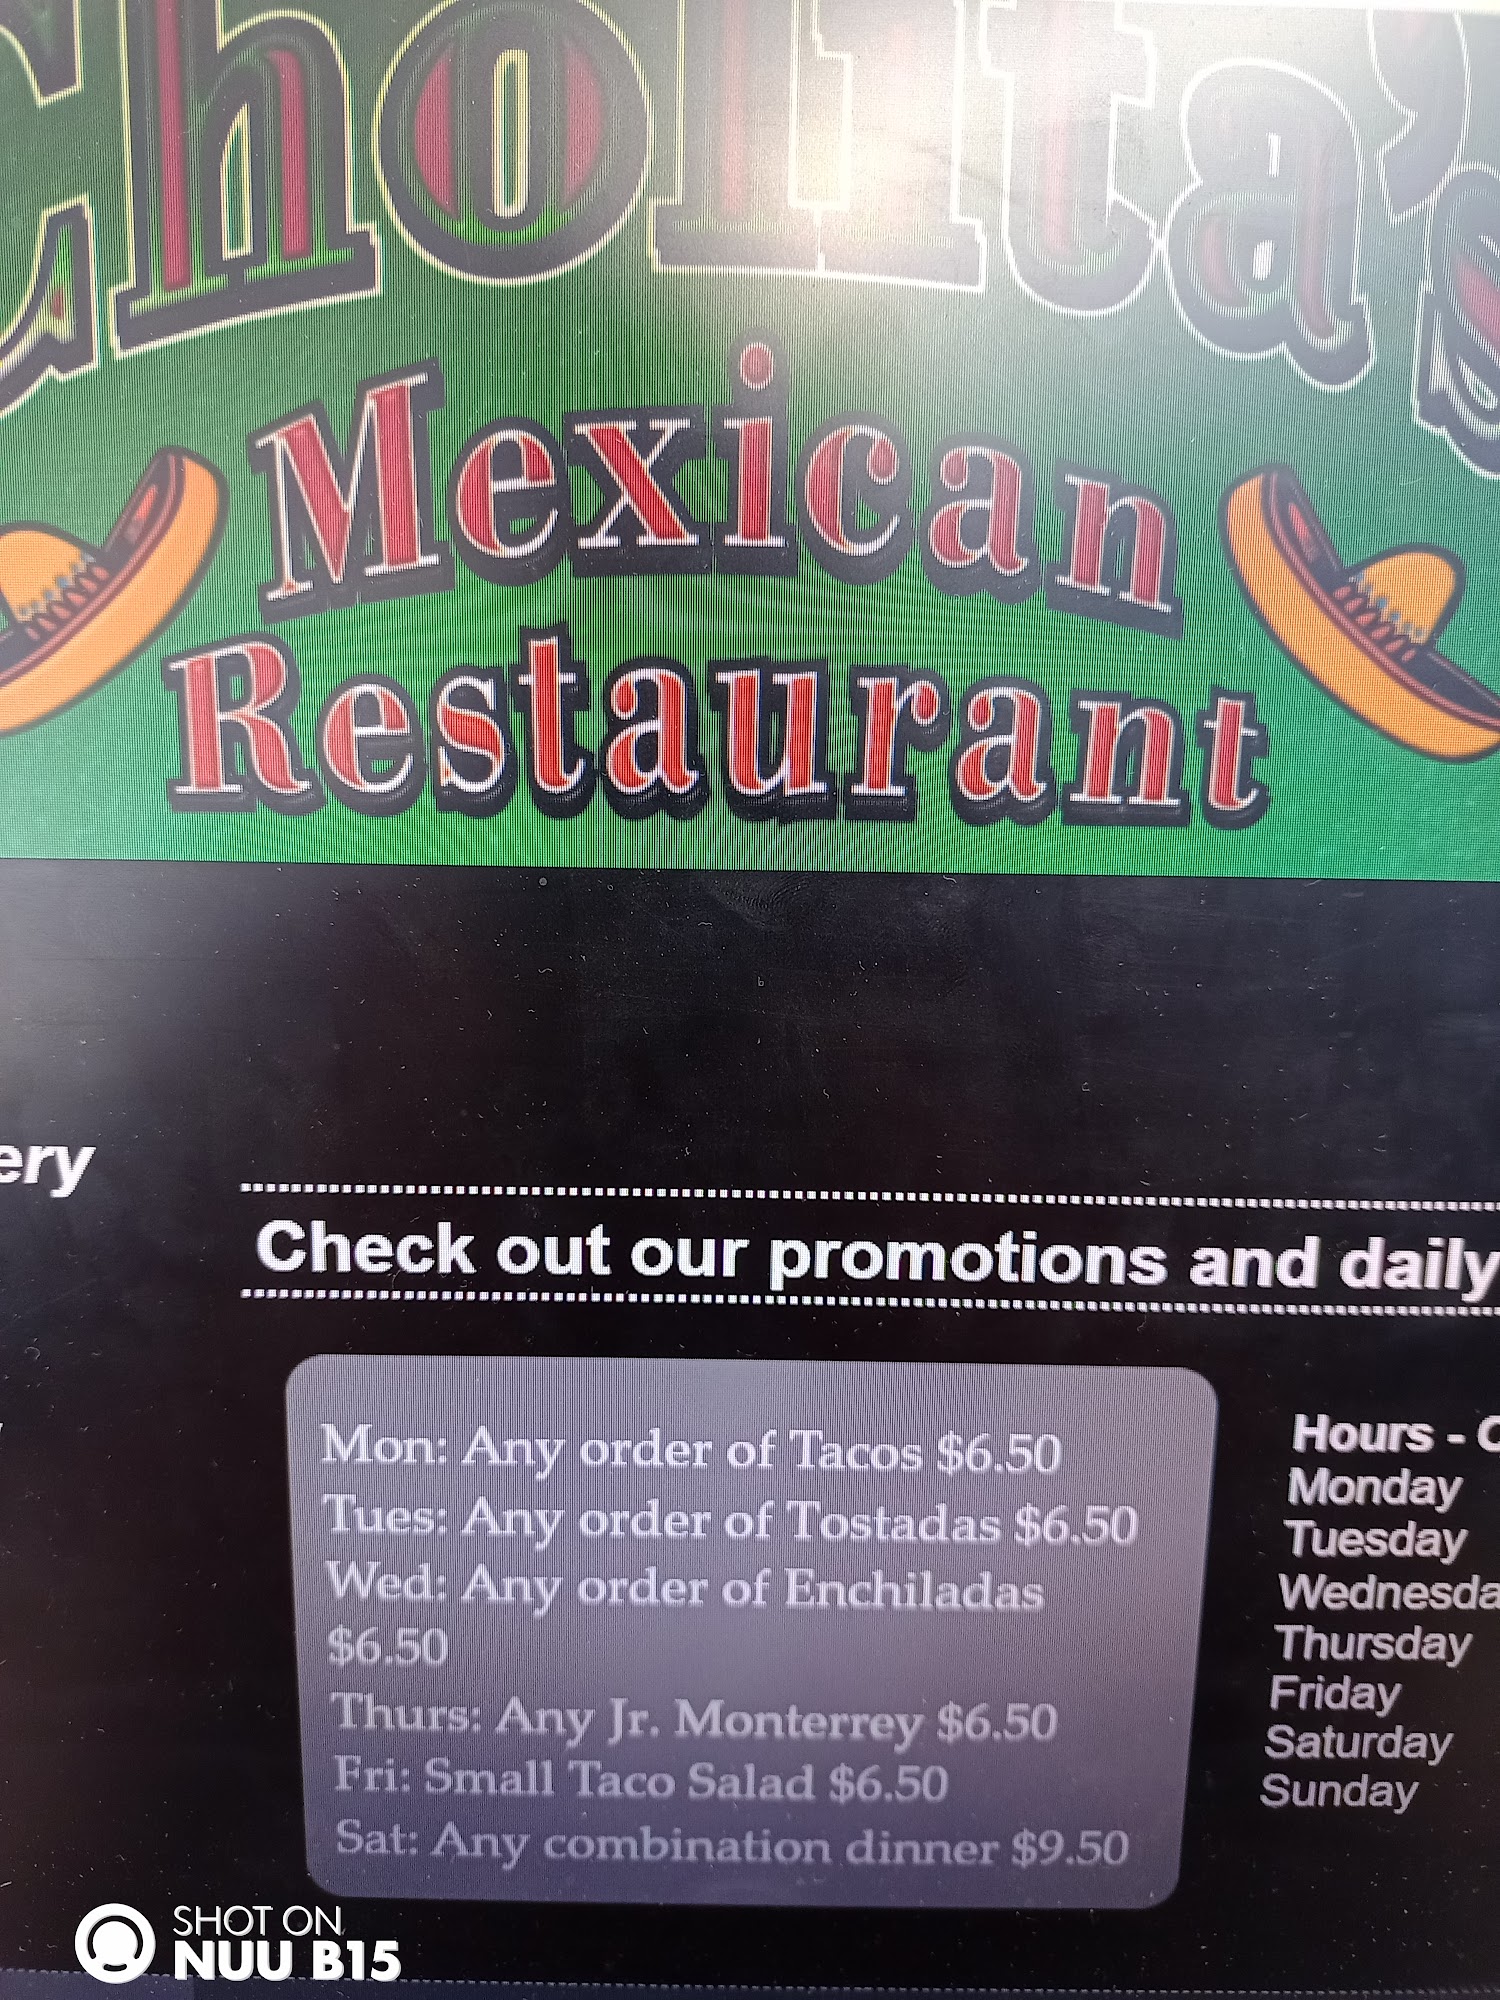 Cholita's
Mexican
Restaurant
ery
Check out our promotions and daily
Mon: Any order of Tacos $6.50
Tues: Any order of Tostadas $6.50
Wed: Any order of Enchiladas
$6.50
Thurs: Any Jr. Monterrey $6.50
Fri: Small Taco Salad $6.50
Sat: Any combination dinner $9.50
Hours -
Monday
Tuesday
Wednesda
Thursday
Friday
Saturday
Sunday
SHOT ON
NUU B15